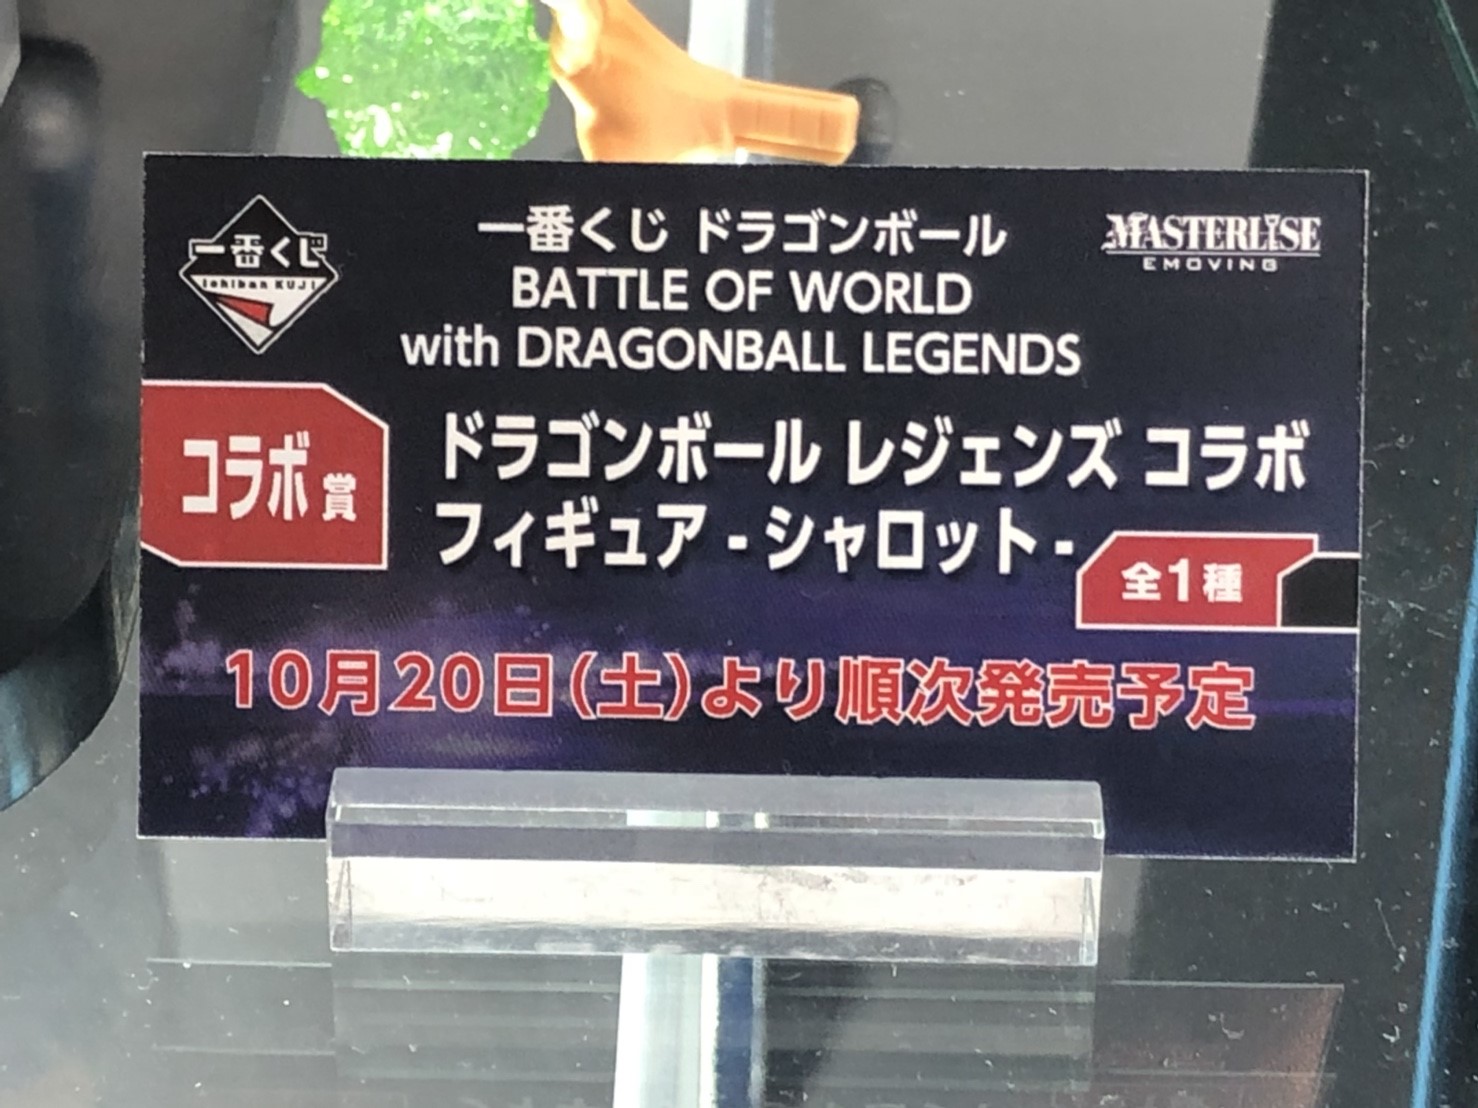 一番くじ
Ichiban KUJI
一番くじ ドラゴンボール
BATTLE OF WORLD
with DRAGONBALL LEGENDS
MASTERLISE
EMOVING
コラボ賞
ドラゴンボール レジェンズ コラボ
フィギュア - シャロット -
全1種
10月20日(土)より順次発売予定